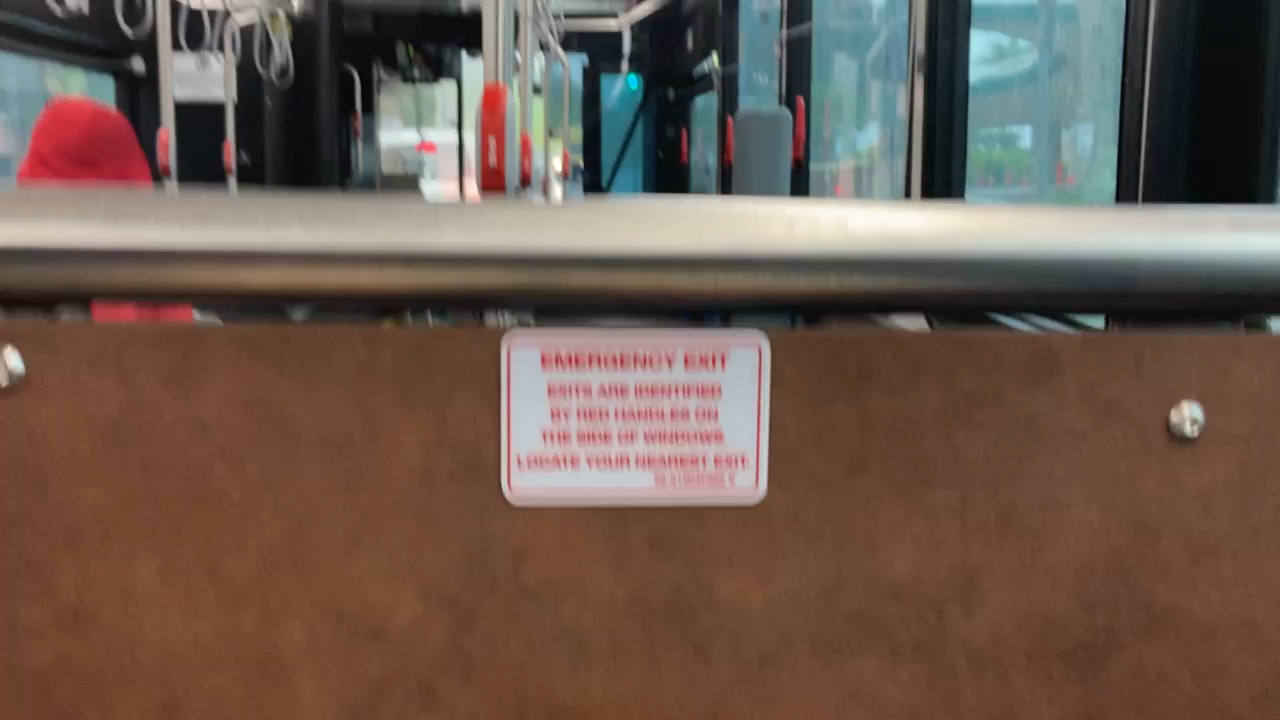 EMERGENCY EXIT
EXITS ARE IDENTIFIED
BY RED HANDLES ON
THE SIDE OF WINDOWS.
LOCATE YOUR NEAREST EXIT.